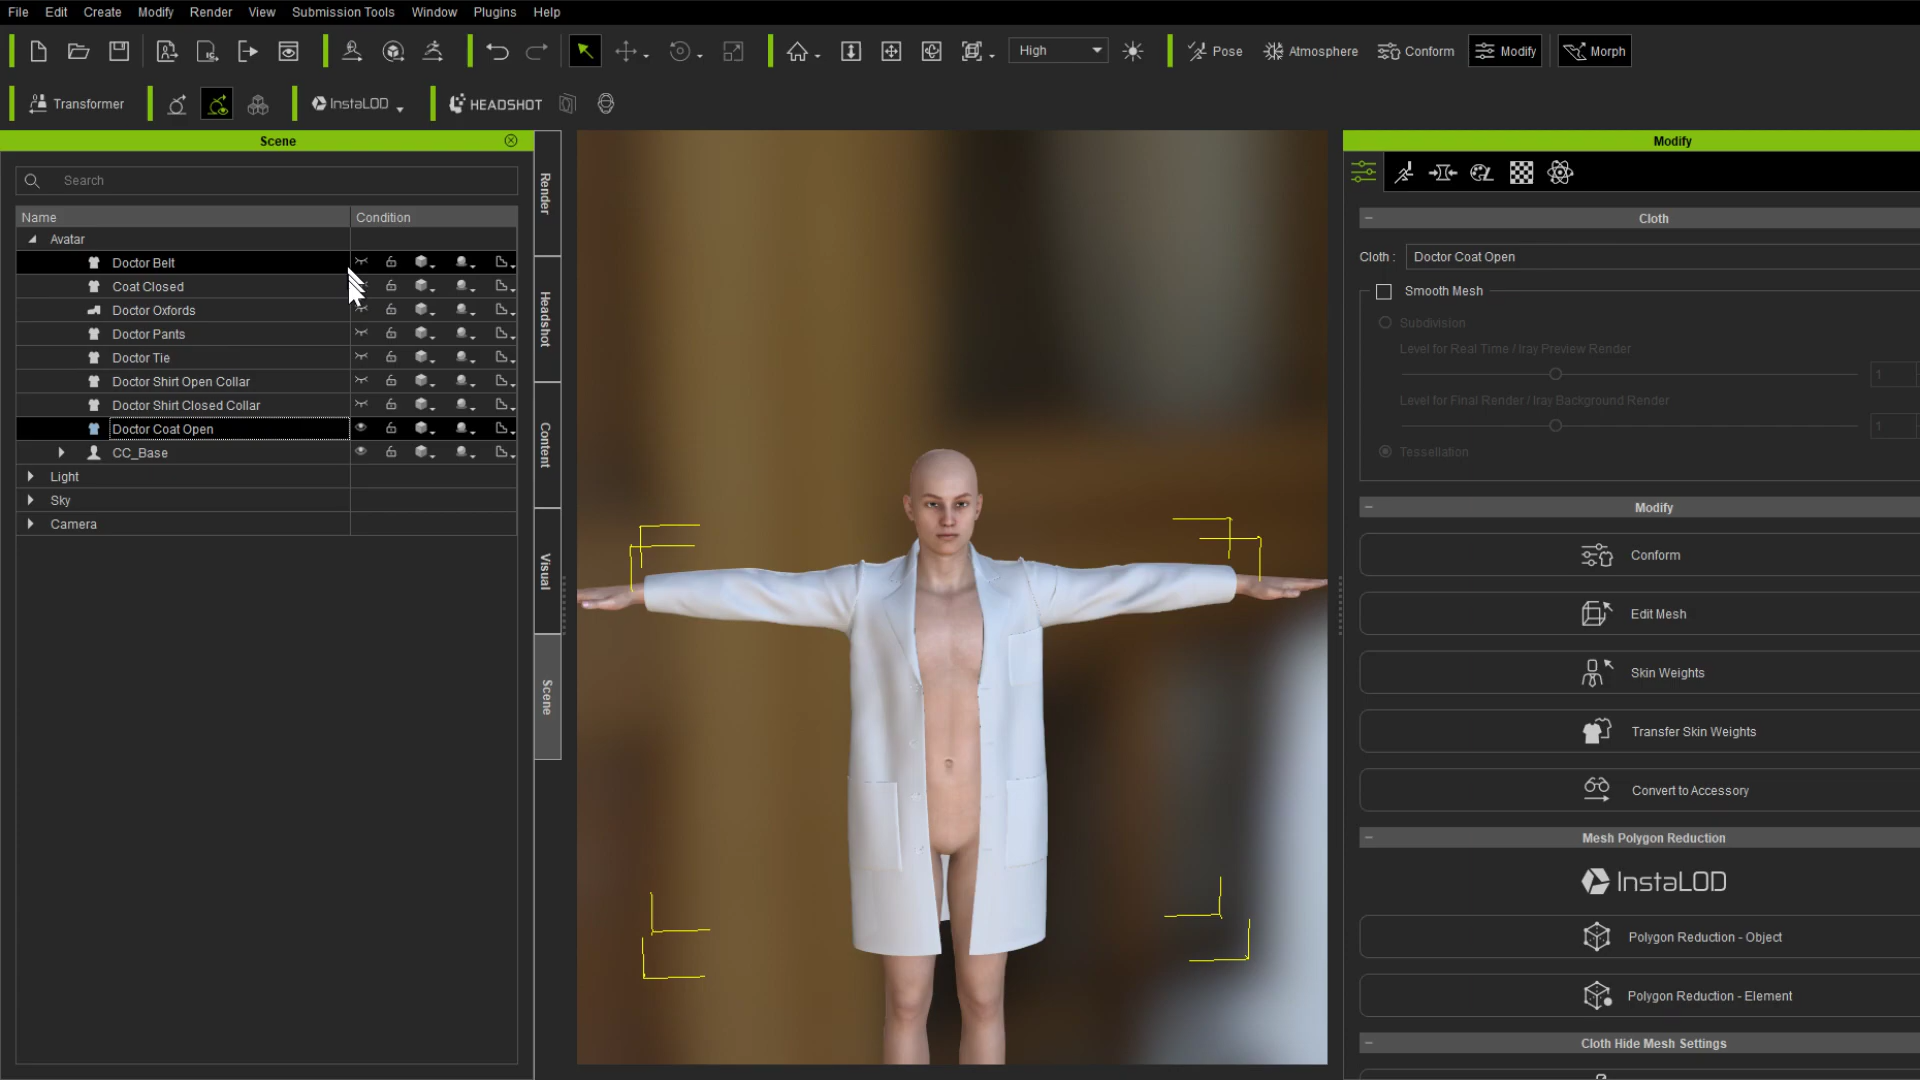 File Edit Create Modify Render View Submission Tools Window Plugins Help
High Pose Atmosphere Conform Modify Morph
Transformer InstaLOD HEADSHOT
Scene
Search
Name Condition
Avatar
Doctor Belt
Coat Closed
Doctor Oxfords
Doctor Pants
Doctor Tie
Doctor Shirt Open Collar
Doctor Shirt Closed Collar
Doctor Coat Open
CC_Base
Light
Sky
Camera
Render
Headshot
Content
Visual
Scene
Modify
Cloth
Cloth : Doctor Coat Open
Smooth Mesh
Subdivision
Level for Real Time / Iray Preview Render
1
Level for Final Render / Iray Background Render
1
Tessellation
Modify
Conform
Edit Mesh
Skin Weights
Transfer Skin Weights
Convert to Accessory
Mesh Polygon Reduction
InstaLOD
Polygon Reduction - Object
Polygon Reduction - Element
Cloth Hide Mesh Settings